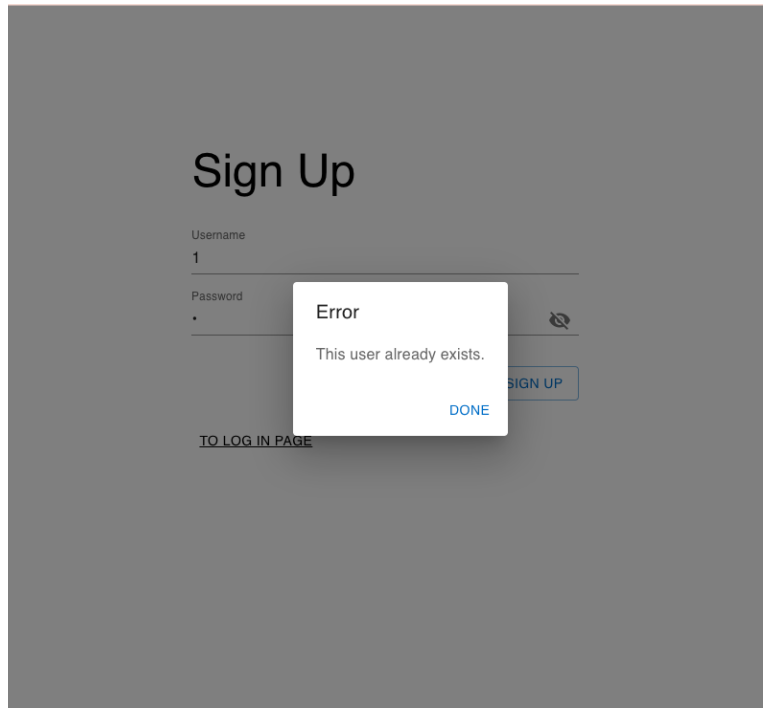 Sign Up
Username
1
Password
•
Error
This user already exists.
DONE
SIGN UP
TO LOG IN PAGE